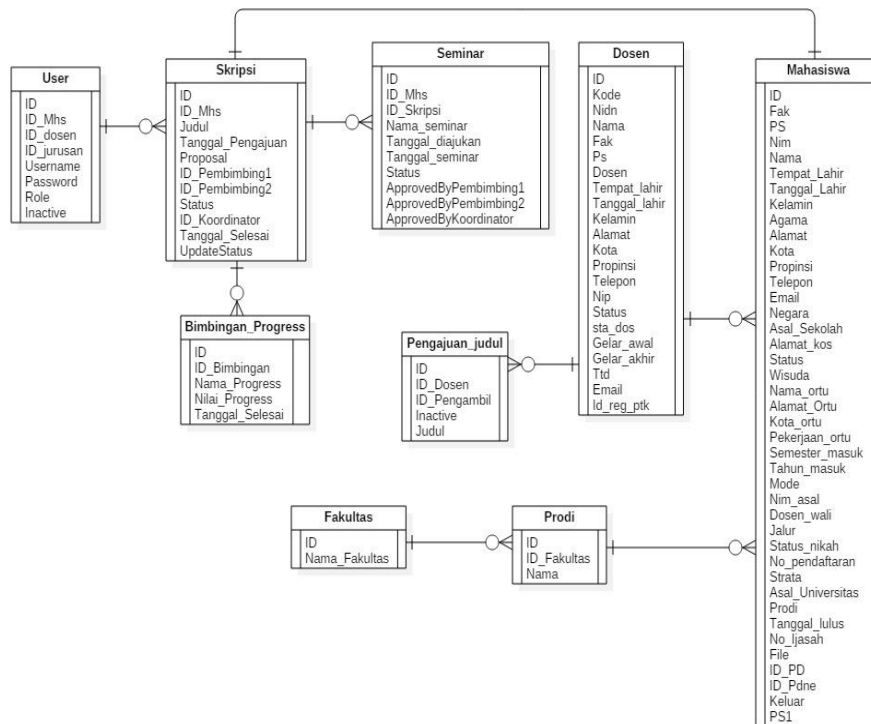 User
ID
ID_Mhs
ID_dosen
ID_jurusan
Username
Password
Role
Inactive
Skripsi
ID
ID_Mhs
Judul
Tanggal_Pengajuan
Proposal
ID_Pembimbing1
ID_Pembimbing2
Status
ID_Koordinator
Tanggal_Selesai
UpdateStatus
Seminar
ID
ID_Mhs
ID_Skripsi
Nama_seminar
Tanggal_diajukan
Tanggal_seminar
Status
ApprovedByPembimbing1
ApprovedByPembimbing2
ApprovedByKoordinator
Dosen
ID
Kode
Nidn
Nama
Fak
Ps
Dosen
Tempat_lahir
Tanggal_lahir
Kelamin
Alamat
Kota
Propinsi
Telepon
Nip
Status
sta_dos
Gelar_awal
Gelar_akhir
Ttd
Email
Id_reg_ptk
Mahasiswa
ID
Fak
PS
Nim
Nama
Tempat_Lahir
Tanggal_Lahir
Kelamin
Agama
Alamat
Kota
Propinsi
Telepon
Email
Negara
Asal_Sekolah
Alamat_kos
Status
Wisuda
Nama_ortu
Alamat_Ortu
Kota_ortu
Pekerjaan_ortu
Semester_masuk
Tahun_masuk
Mode
Nim_asal
Dosen_wali
Jalur
Status_nikah
No_pendaftaran
Strata
Asal_Universitas
Prodi
Tanggal_lulus
No_Ijasah
File
ID_PD
ID_Pdne
Keluar
PS1
Bimbingan_Progress
ID
ID_Bimbingan
Nama_Progress
Nilai_Progress
Tanggal_Selesai
Pengajuan_judul
ID
ID_Dosen
ID_Pengambil
Inactive
Judul
Fakultas
ID
Nama_Fakultas
Prodi
ID
ID_Fakultas
Nama